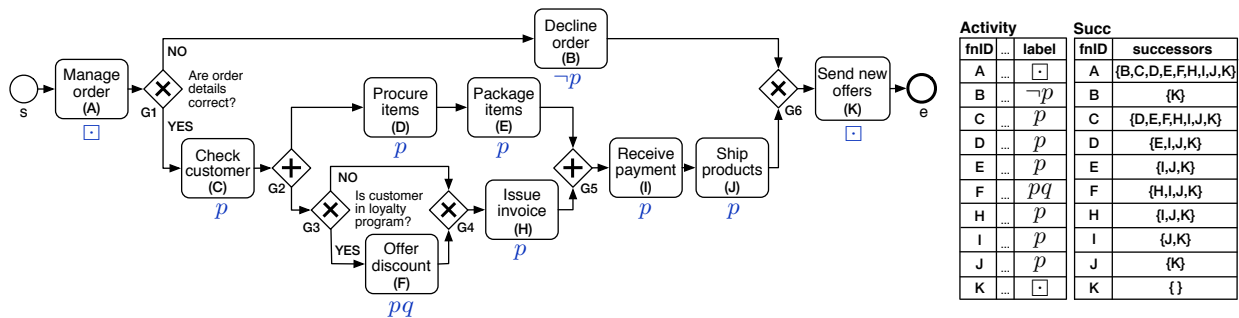 s
Manage
order
(A)
⊡
G1
NO
Are order
details
correct?
YES
Decline
order
(B)
¬p
Check
customer
(C)
p
G2
Procure
items
(D)
p
Package
items
(E)
p
G3
NO
Is customer
in loyalty
program?
YES
Offer
discount
(F)
pq
G4
Issue
invoice
(H)
p
G5
Receive
payment
(I)
p
Ship
products
(J)
p
G6
Send new
offers
(K)
⊡
e
Activity
fnID ... label
A ... ⊡
B ... ¬p
C ... p
D ... p
E ... p
F ... pq
H ... p
I ... p
J ... p
K ... ⊡
Succ
fnID successors
A {B,C,D,E,F,H,I,J,K}
B {K}
C {D,E,F,H,I,J,K}
D {E,I,J,K}
E {I,J,K}
F {H,I,J,K}
H {I,J,K}
I {J,K}
J {K}
K { }